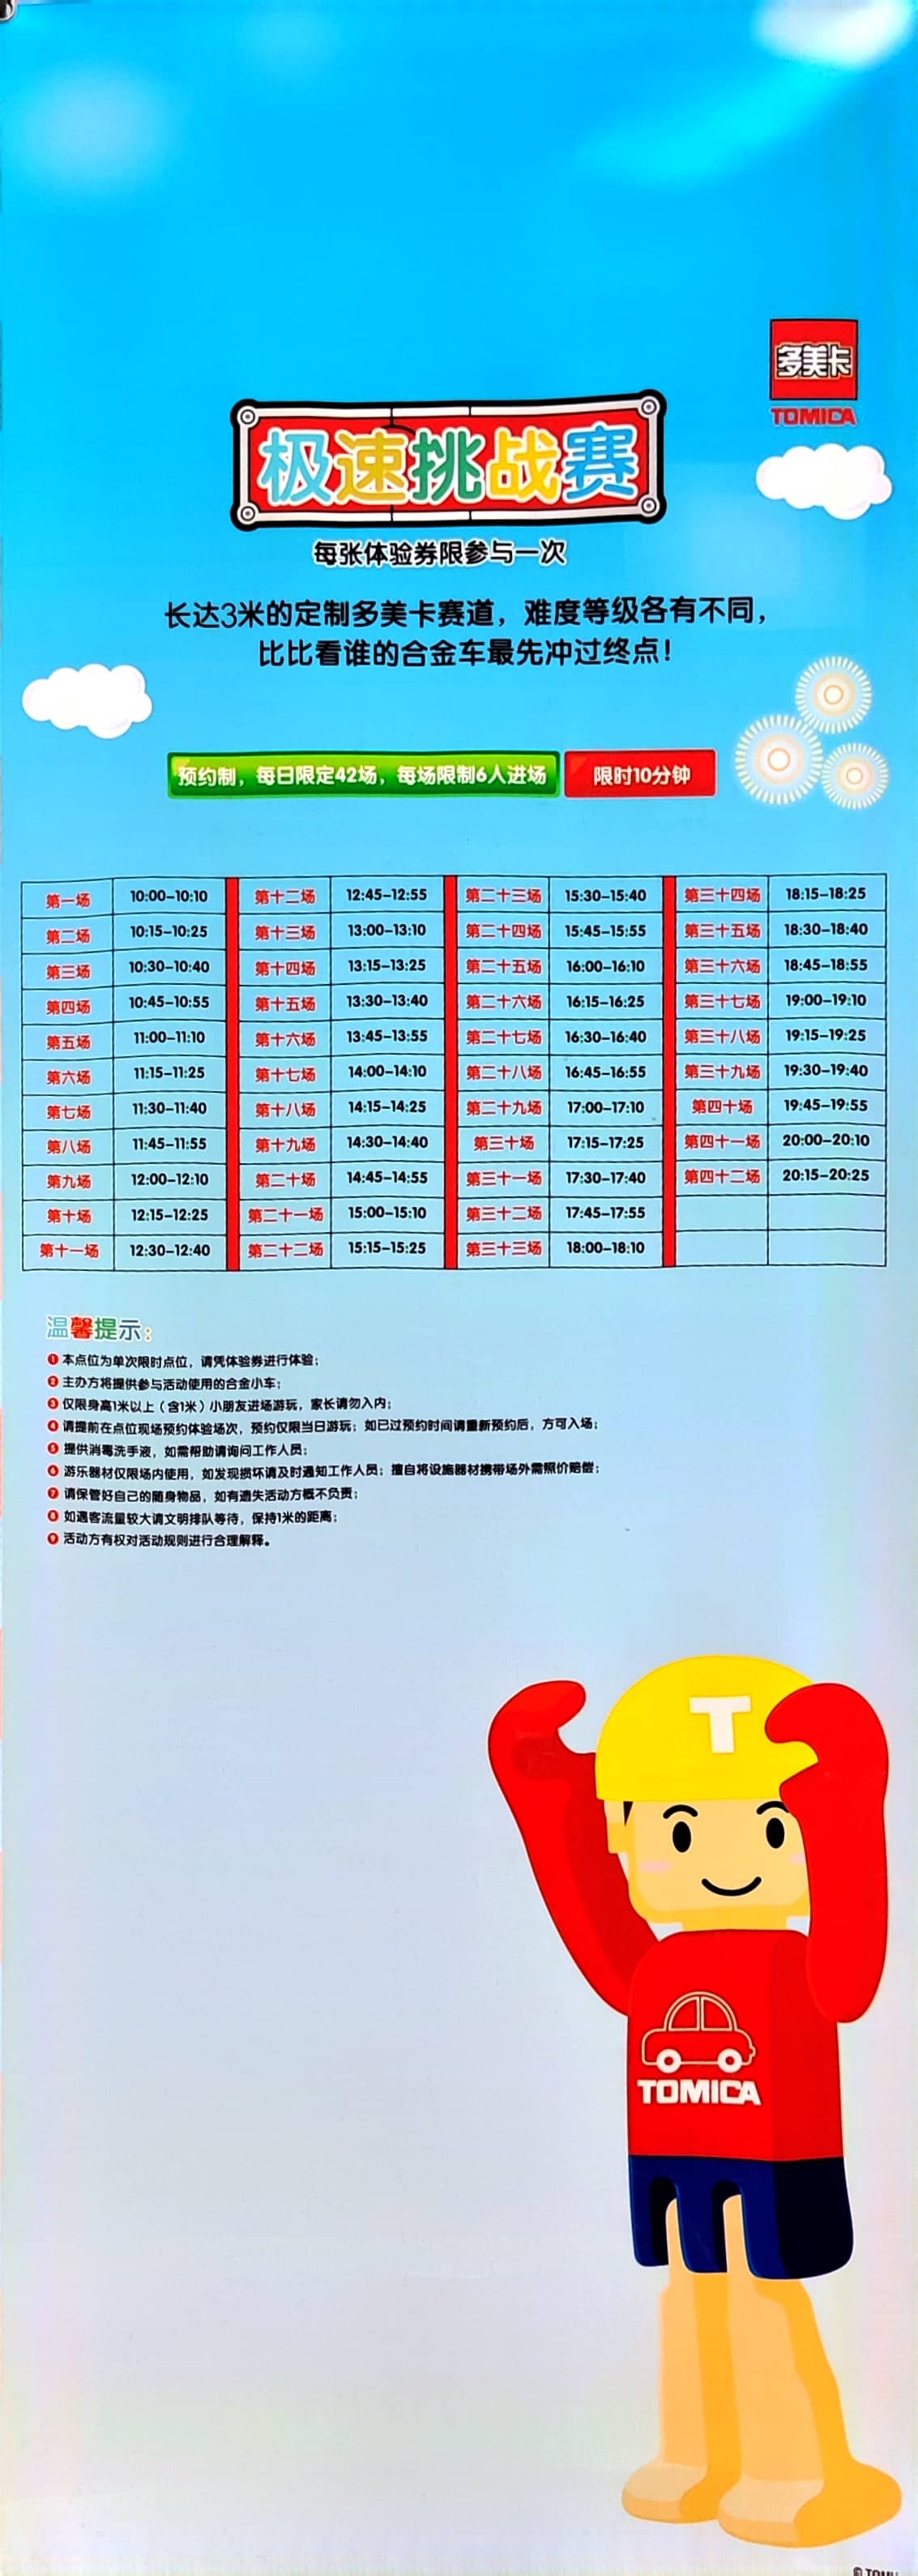 多美卡
TOMICA
极速挑战赛
每张体验券限参与一次
长达3米的定制多美卡赛道，难度等级各有不同，
比比看谁的合金车最先冲过终点！
预约制，每日限定42场，每场限制6人进场 限时10分钟
第一场 10:00-10:10 第十二场 12:45-12:55 第二十三场 15:30-15:40 第三十四场 18:15-18:25
第二场 10:15-10:25 第十三场 13:00-13:10 第二十四场 15:45-15:55 第三十五场 18:30-18:40
第三场 10:30-10:40 第十四场 13:15-13:25 第二十五场 16:00-16:10 第三十六场 18:45-18:55
第四场 10:45-10:55 第十五场 13:30-13:40 第二十六场 16:15-16:25 第三十七场 19:00-19:10
第五场 11:00-11:10 第十六场 13:45-13:55 第二十七场 16:30-16:40 第三十八场 19:15-19:25
第六场 11:15-11:25 第十七场 14:00-14:10 第二十八场 16:45-16:55 第三十九场 19:30-19:40
第七场 11:30-11:40 第十八场 14:15-14:25 第二十九场 17:00-17:10 第四十场 19:45-19:55
第八场 11:45-11:55 第十九场 14:30-14:40 第三十场 17:15-17:25 第四十一场 20:00-20:10
第九场 12:00-12:10 第二十场 14:45-14:55 第三十一场 17:30-17:40 第四十二场 20:15-20:25
第十场 12:15-12:25 第二十一场 15:00-15:10 第三十二场 17:45-17:55
第十一场 12:30-12:40 第二十二场 15:15-15:25 第三十三场 18:00-18:10
温馨提示：
1 本点位为单次限时点位，请凭体验券进行体验；
2 主办方将提供参与活动使用的合金小车；
3 仅限身高1米以上（含1米）小朋友进场游玩，家长请勿入内；
4 请提前在点位现场预约体验场次，预约仅限当日游玩；如已过预约时间请重新预约后，方可入场；
5 提供消毒洗手液，如需帮助请询问工作人员；
6 游乐器材仅限场内使用，如发现损坏请及时通知工作人员；擅自将设施器材携带场外需照价赔偿；
7 请保管好自己的随身物品，如有遗失活动方概不负责；
8 如遇客流量较大请文明排队等待，保持1米的距离；
9 活动方有权对活动规则进行合理解释。
T
TOMICA